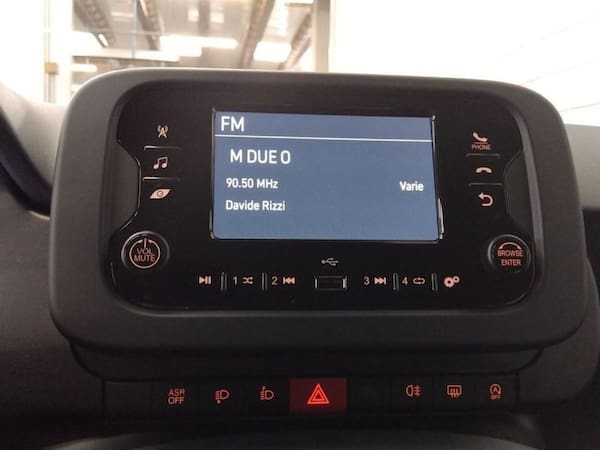 FM
M DUE O
90.50 MHz Varie
Davide Rizzi
PHONE
VOL
MUTE
BROWSE
ENTER
1 2 3 4
ASR
OFF
OFF